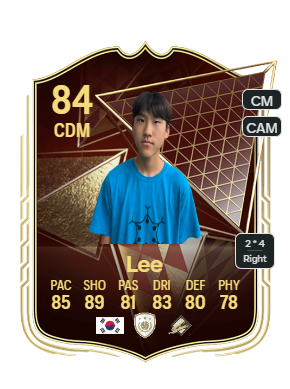 84
CDM
CM
CAM
2*4
Right
Lee
PAC SHO PAS DRI DEF PHY
85 89 81 83 80 78